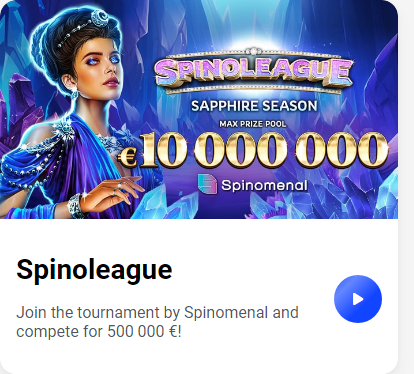 SPINOLEAGUE
SAPPHIRE SEASON
MAX PRIZE POOL
€10 000 000
Spinomenal
Spinoleague
Join the tournament by Spinomenal and
compete for 500 000 €!